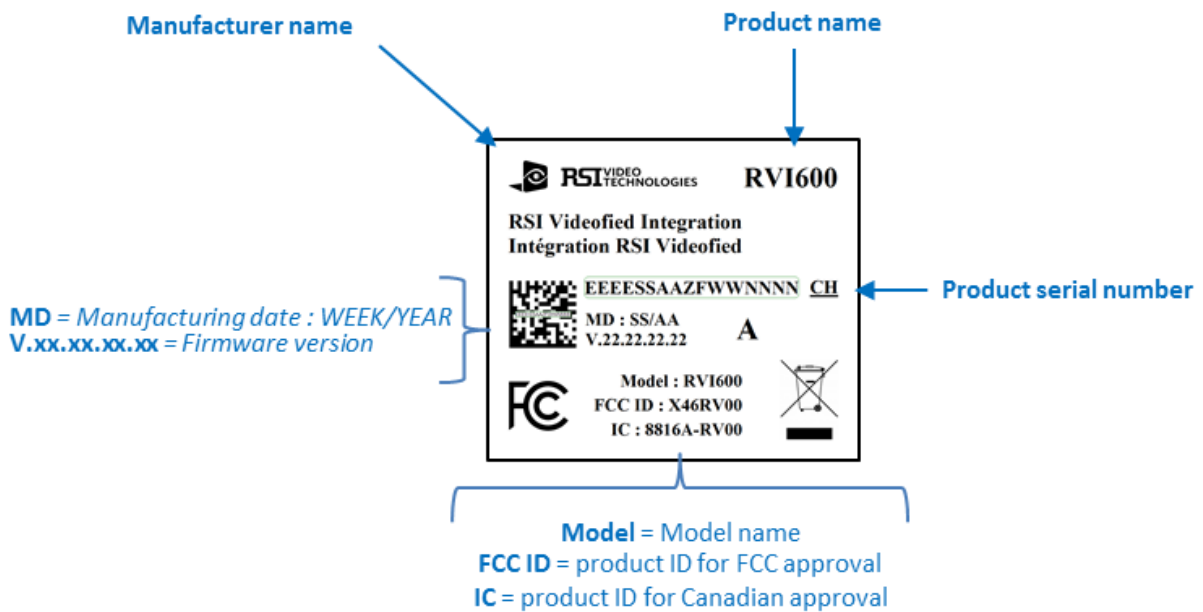 Manufacturer name
Product name
RSI VIDEO TECHNOLOGIES
RVI600
RSI Videofied Integration
Intégration RSI Videofied
EEEESSAAZFWWNNNN CH
Product serial number
MD = Manufacturing date : WEEK/YEAR
V.xx.xx.xx.xx = Firmware version
MD : SS/AA
V.22.22.22.22
A
FC
Model : RVI600
FCC ID : X46RV00
IC : 8816A-RV00
Model = Model name
FCC ID = product ID for FCC approval
IC = product ID for Canadian approval